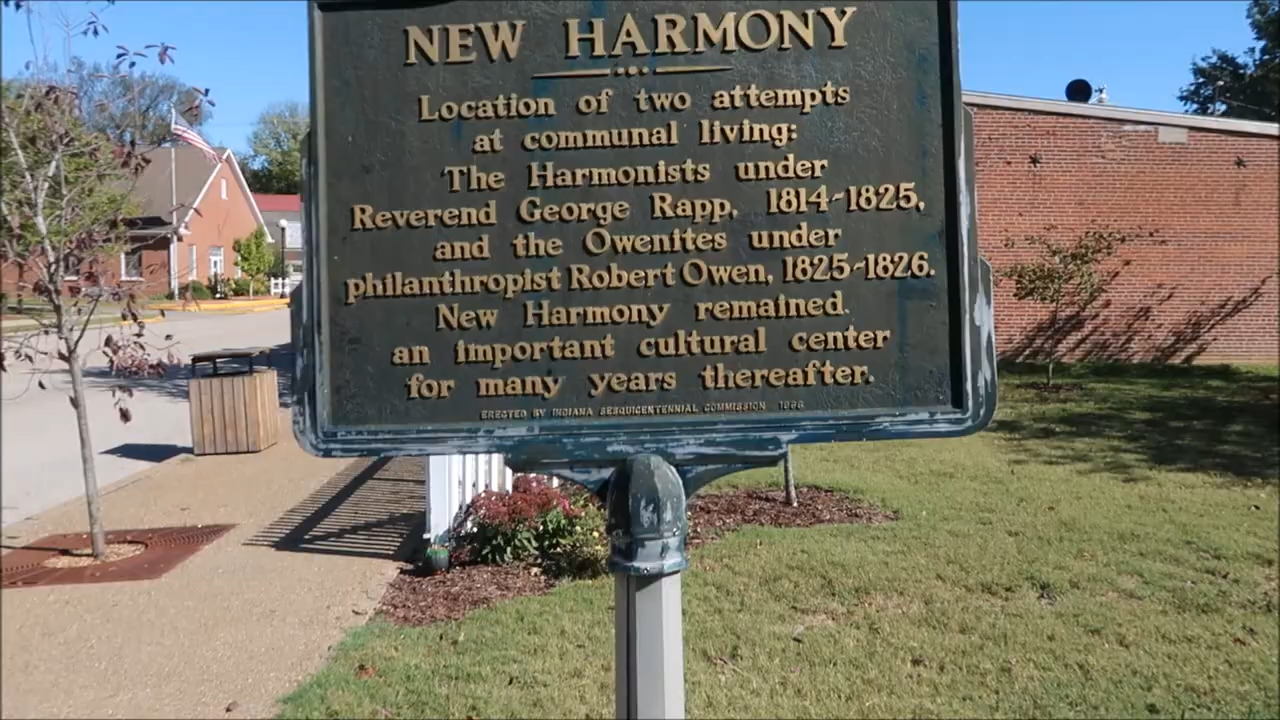 NEW HARMONY
Location of two attempts
at communal living:
The Harmonists under
Reverend George Rapp, 1814-1825,
and the Owenites under
philanthropist Robert Owen, 1825-1826.
New Harmony remained
an important cultural center
for many years thereafter.
ERECTED BY INDIANA SESQUICENTENNIAL COMMISSION 1966